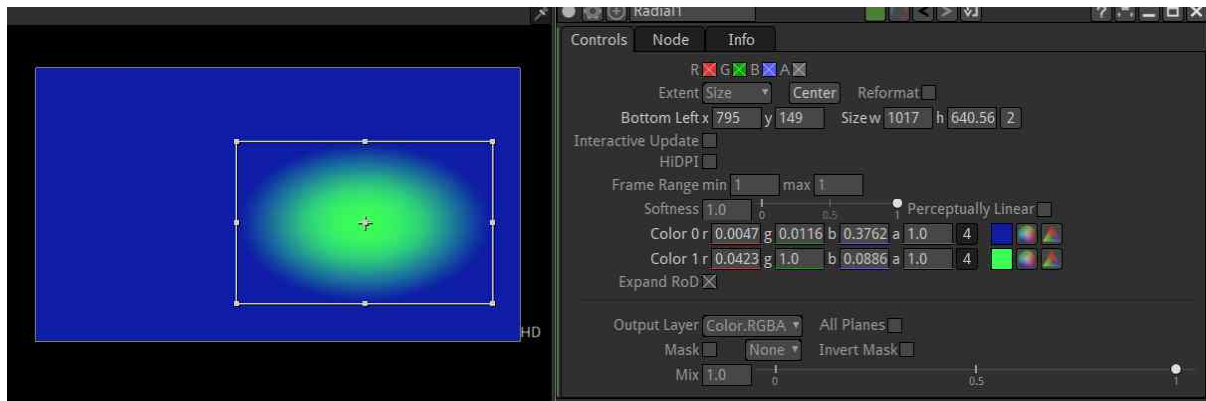 Radial1
Controls Node Info
R G B A
Extent Size Center Reformat
Bottom Left x 795 y 149 Size w 1017 h 640.56 2
Interactive Update
HiDPI
Frame Range min 1 max 1
Softness 1.0 0 0.5 1 Perceptually Linear
Color 0 r 0.0047 g 0.0116 b 0.3762 a 1.0 4
Color 1 r 0.0423 g 1.0 b 0.0886 a 1.0 4
Expand RoD
HD
Output Layer Color.RGBA All Planes
Mask None Invert Mask
Mix 1.0 0 0.5 1